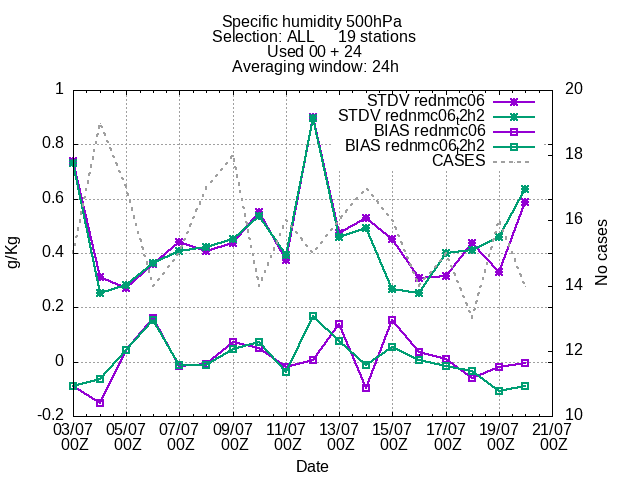 Specific humidity 500hPa
Selection: ALL 19 stations
Used 00 + 24
Averaging window: 24h
STDV rednmc06
STDV rednmc06t2h2
BIAS rednmc06
BIAS rednmc06t2h2
CASES
1
0.8
0.6
0.4
0.2
0
-0.2
g/Kg
20
18
16
14
12
10
No cases
03/07 05/07 07/07 09/07 11/07 13/07 15/07 17/07 19/07 21/07
00Z 00Z 00Z 00Z 00Z 00Z 00Z 00Z 00Z 00Z
Date